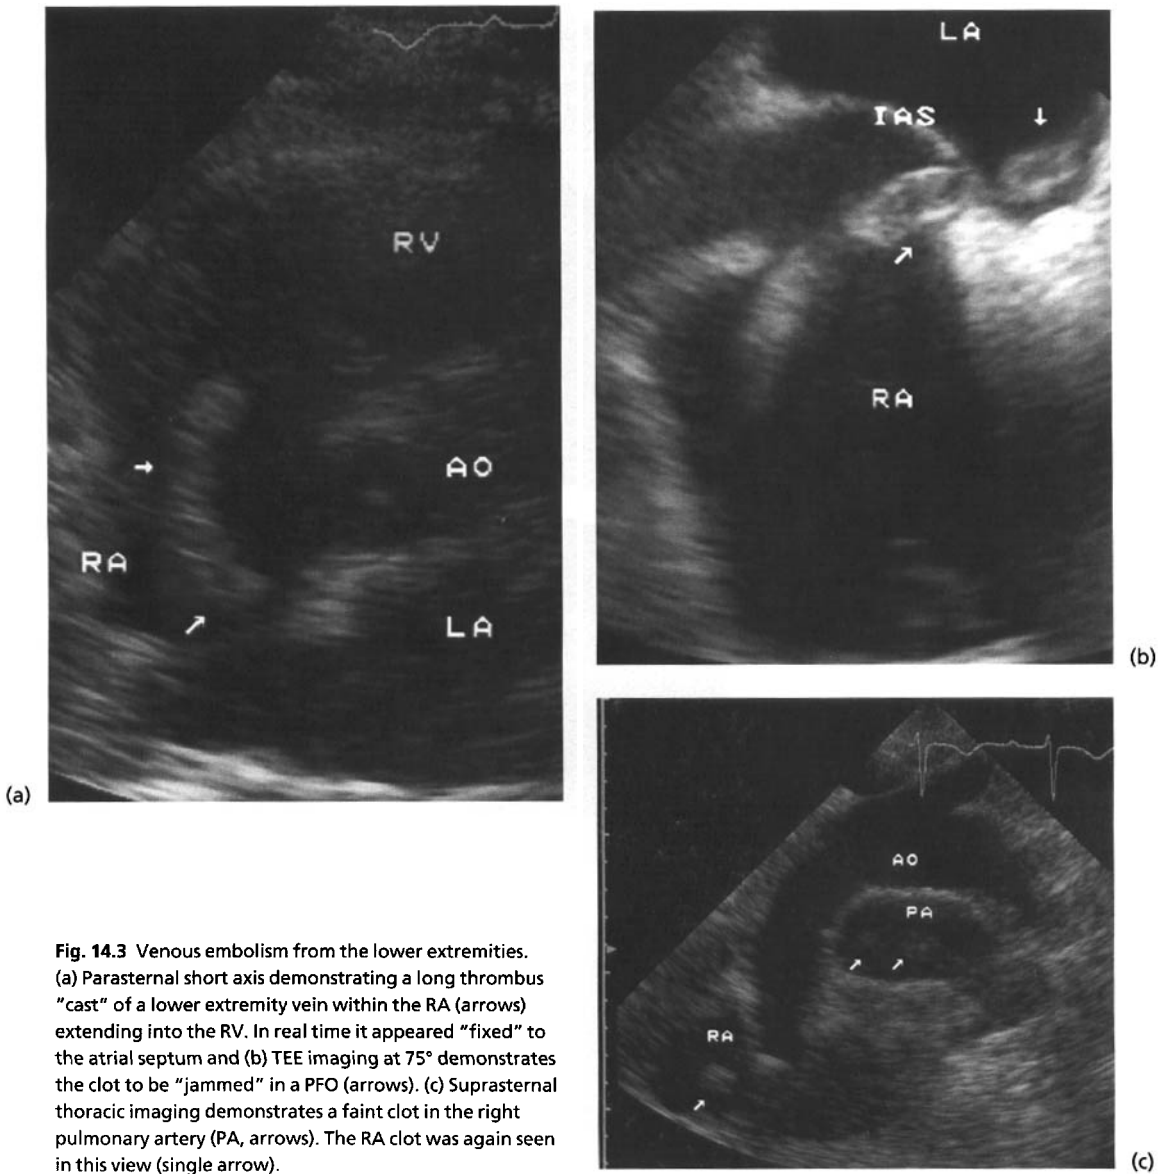 RV
AO
RA
LA
(a)
LA
IAS
RA
(b)
AO
PA
RA
(c)
Fig. 14.3 Venous embolism from the lower extremities.
(a) Parasternal short axis demonstrating a long thrombus
"cast" of a lower extremity vein within the RA (arrows)
extending into the RV. In real time it appeared "fixed" to
the atrial septum and (b) TEE imaging at 75° demonstrates
the clot to be "jammed" in a PFO (arrows). (c) Suprasternal
thoracic imaging demonstrates a faint clot in the right
pulmonary artery (PA, arrows). The RA clot was again seen
in this view (single arrow).